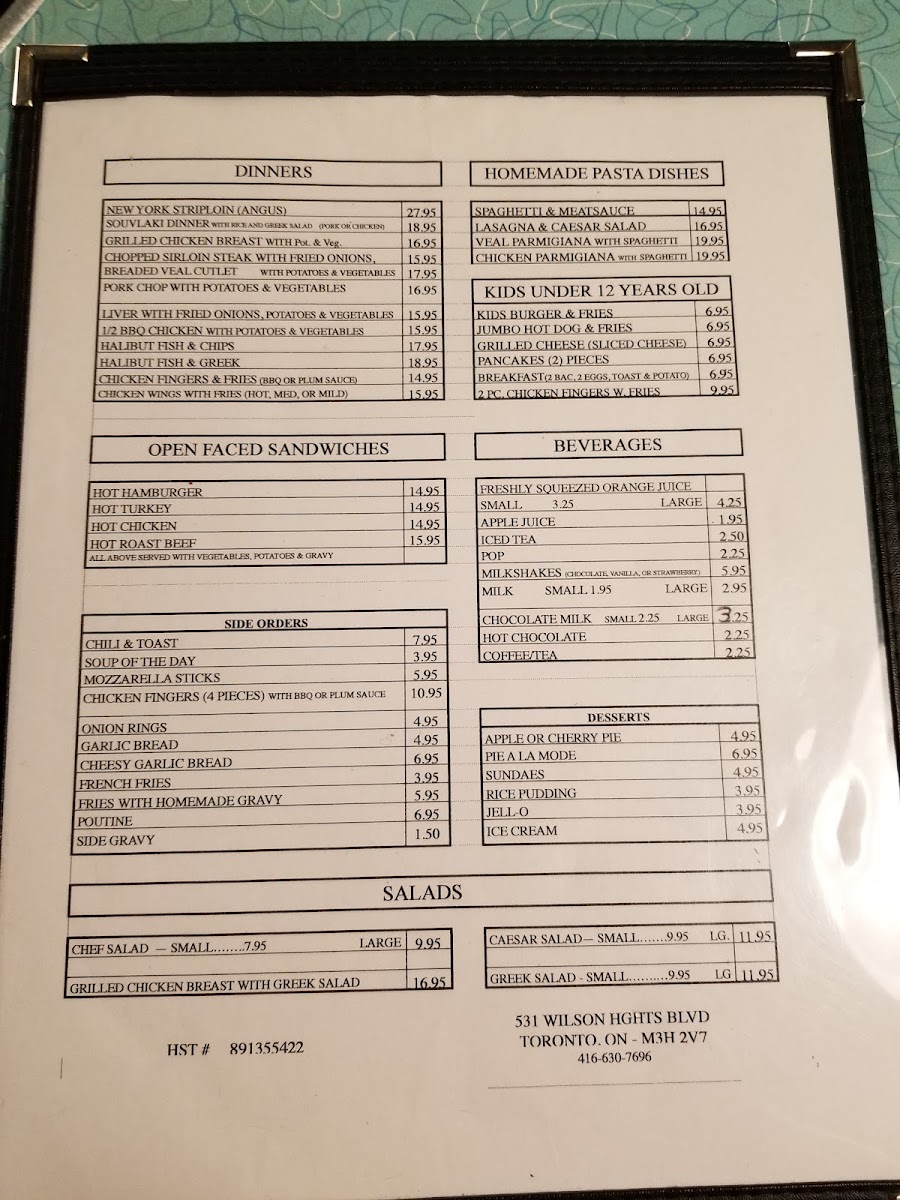 DINNERS
NEW YORK STRIPLOIN (ANGUS) 27.95
SOUVLAKI DINNER WITH RICE AND GREEK SALAD (PORK OR CHICKEN) 18.95
GRILLED CHICKEN BREAST WITH Pot. & Veg. 16.95
CHOPPED SIRLOIN STEAK WITH FRIED ONIONS, 15.95
BREADED VEAL CUTLET WITH POTATOES & VEGETABLES 17.95
PORK CHOP WITH POTATOES & VEGETABLES 16.95
LIVER WITH FRIED ONIONS, POTATOES & VEGETABLES 15.95
1/2 BBQ CHICKEN WITH POTATOES & VEGETABLES 15.95
HALIBUT FISH & CHIPS 17.95
HALIBUT FISH & GREEK 18.95
CHICKEN FINGERS & FRIES (BBQ OR PLUM SAUCE) 14.95
CHICKEN WINGS WITH FRIES (HOT, MED, OR MILD) 15.95
HOMEMADE PASTA DISHES
SPAGHETTI & MEATSAUCE 14.95
LASAGNA & CAESAR SALAD 16.95
VEAL PARMIGIANA WITH SPAGHETTI 19.95
CHICKEN PARMIGIANA WITH SPAGHETTI 19.95
KIDS UNDER 12 YEARS OLD
KIDS BURGER & FRIES 6.95
JUMBO HOT DOG & FRIES 6.95
GRILLED CHEESE (SLICED CHEESE) 6.95
PANCAKES (2) PIECES 6.95
BREAKFAST(2 BAC, 2 EGGS, TOAST & POTATO) 6.95
2 PC. CHICKEN FINGERS W. FRIES 9.95
OPEN FACED SANDWICHES
HOT HAMBURGER 14.95
HOT TURKEY 14.95
HOT CHICKEN 14.95
HOT ROAST BEEF 15.95
ALL ABOVE SERVED WITH VEGETABLES, POTATOES & GRAVY
BEVERAGES
FRESHLY SQUEEZED ORANGE JUICE
SMALL 3.25 LARGE 4.25
APPLE JUICE 1.95
ICED TEA 2.50
POP 2.25
MILKSHAKES (CHOCOLATE, VANILLA, OR STRAWBERRY) 5.95
MILK SMALL 1.95 LARGE 2.95
CHOCOLATE MILK SMALL 2.25 LARGE 3.25
HOT CHOCOLATE 2.25
COFFEE/TEA 2.25
SIDE ORDERS
CHILI & TOAST 7.95
SOUP OF THE DAY 3.95
MOZZARELLA STICKS 5.95
CHICKEN FINGERS (4 PIECES) WITH BBQ OR PLUM SAUCE 10.95
ONION RINGS 4.95
GARLIC BREAD 4.95
CHEESY GARLIC BREAD 6.95
FRENCH FRIES 3.95
FRIES WITH HOMEMADE GRAVY 5.95
POUTINE 6.95
SIDE GRAVY 1.50
DESSERTS
APPLE OR CHERRY PIE 4.95
PIE A LA MODE 6.95
SUNDAES 4.95
RICE PUDDING 3.95
JELL-O 3.95
ICE CREAM 4.95
SALADS
CHEF SALAD — SMALL.......7.95 LARGE 9.95
GRILLED CHICKEN BREAST WITH GREEK SALAD 16.95
CAESAR SALAD— SMALL.......9.95 LG. 11.95
GREEK SALAD - SMALL..........9.95 LG 11.95
HST # 891355422
531 WILSON HGHTS BLVD
TORONTO. ON - M3H 2V7
416-630-7696